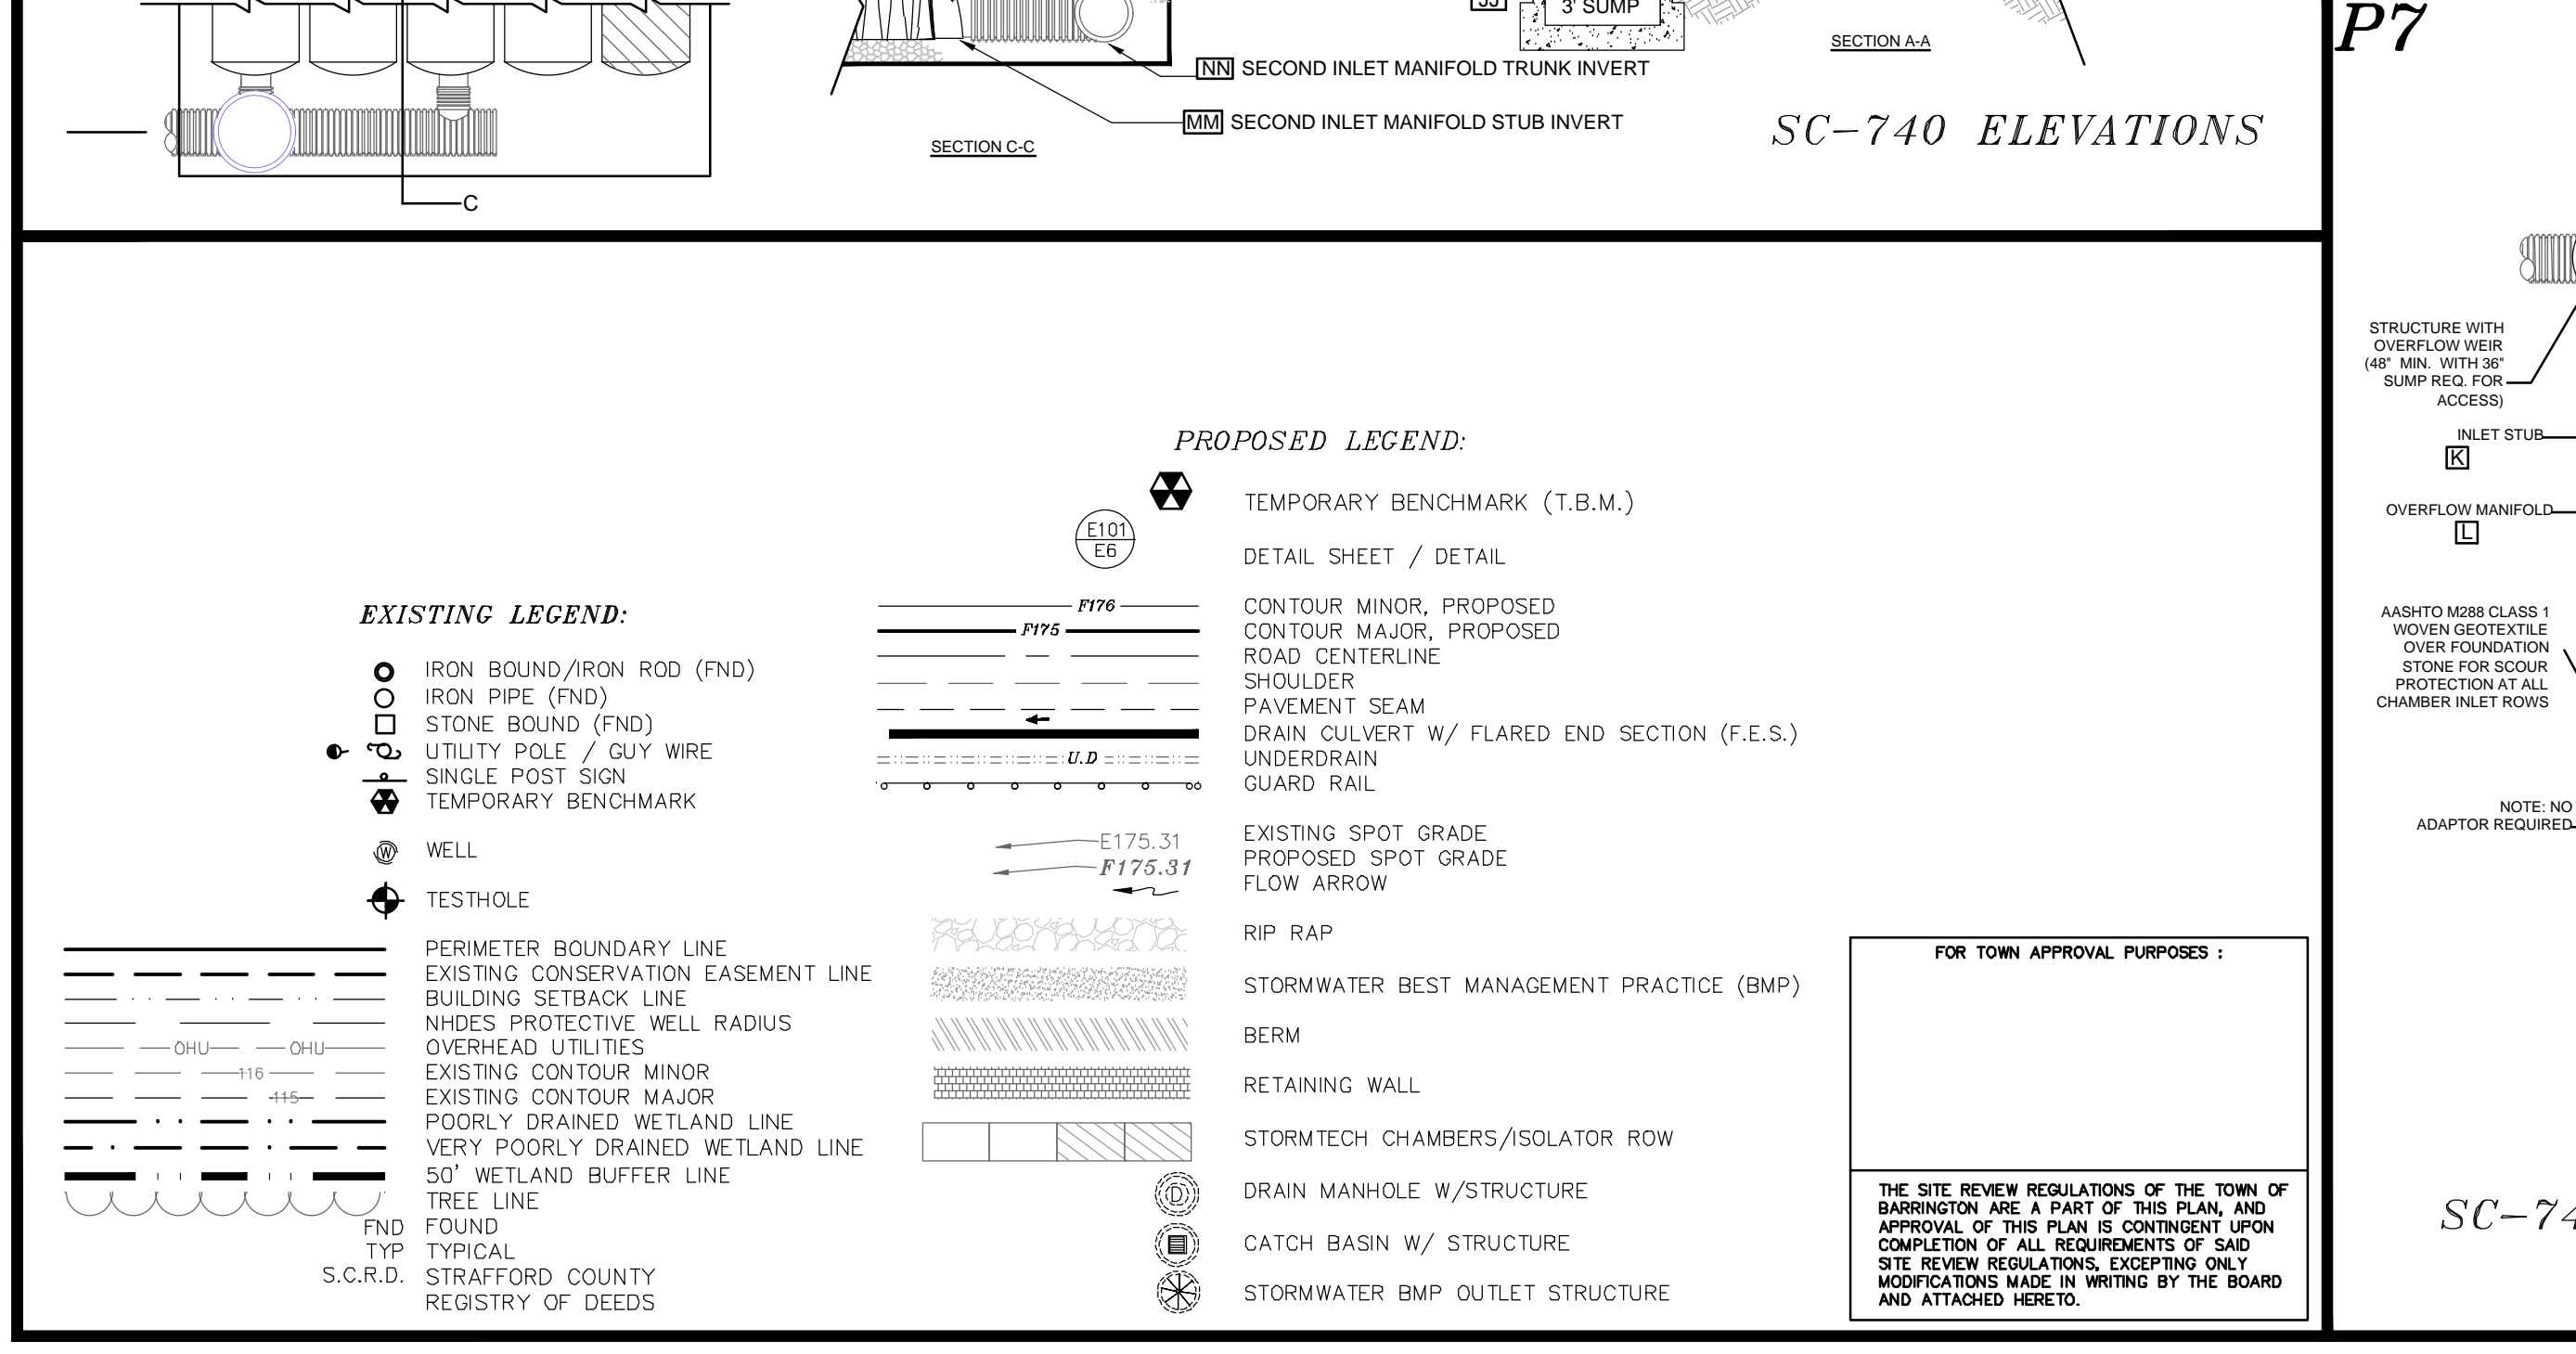 3' SUMP
SECTION A-A
P7
NN SECOND INLET MANIFOLD TRUNK INVERT
MM SECOND INLET MANIFOLD STUB INVERT
SECTION C-C
SC-740 ELEVATIONS
C
STRUCTURE WITH
OVERFLOW WEIR
(48" MIN. WITH 36"
SUMP REQ. FOR
ACCESS)
INLET STUB
K
OVERFLOW MANIFOLD
L
AASHTO M288 CLASS 1
WOVEN GEOTEXTILE
OVER FOUNDATION
STONE FOR SCOUR
PROTECTION AT ALL
CHAMBER INLET ROWS
NOTE: NO
ADAPTOR REQUIRED
SC-74
PROPOSED LEGEND:
TEMPORARY BENCHMARK (T.B.M.)
E101
E6
DETAIL SHEET / DETAIL
F176 CONTOUR MINOR, PROPOSED
F175 CONTOUR MAJOR, PROPOSED
ROAD CENTERLINE
SHOULDER
PAVEMENT SEAM
DRAIN CULVERT W/ FLARED END SECTION (F.E.S.)
U.D UNDERDRAIN
GUARD RAIL
E175.31 EXISTING SPOT GRADE
F175.31 PROPOSED SPOT GRADE
FLOW ARROW
RIP RAP
STORMWATER BEST MANAGEMENT PRACTICE (BMP)
BERM
RETAINING WALL
STORMTECH CHAMBERS/ISOLATOR ROW
D DRAIN MANHOLE W/STRUCTURE
CATCH BASIN W/ STRUCTURE
STORMWATER BMP OUTLET STRUCTURE
EXISTING LEGEND:
IRON BOUND/IRON ROD (FND)
IRON PIPE (FND)
STONE BOUND (FND)
UTILITY POLE / GUY WIRE
SINGLE POST SIGN
TEMPORARY BENCHMARK
W WELL
TESTHOLE
PERIMETER BOUNDARY LINE
EXISTING CONSERVATION EASEMENT LINE
BUILDING SETBACK LINE
NHDES PROTECTIVE WELL RADIUS
OHU OHU OVERHEAD UTILITIES
116 EXISTING CONTOUR MINOR
115 EXISTING CONTOUR MAJOR
POORLY DRAINED WETLAND LINE
VERY POORLY DRAINED WETLAND LINE
50' WETLAND BUFFER LINE
TREE LINE
FND FOUND
TYP TYPICAL
S.C.R.D. STRAFFORD COUNTY
REGISTRY OF DEEDS
FOR TOWN APPROVAL PURPOSES :
THE SITE REVIEW REGULATIONS OF THE TOWN OF
BARRINGTON ARE A PART OF THIS PLAN, AND
APPROVAL OF THIS PLAN IS CONTINGENT UPON
COMPLETION OF ALL REQUIREMENTS OF SAID
SITE REVIEW REGULATIONS, EXCEPTING ONLY
MODIFICATIONS MADE IN WRITING BY THE BOARD
AND ATTACHED HERETO.